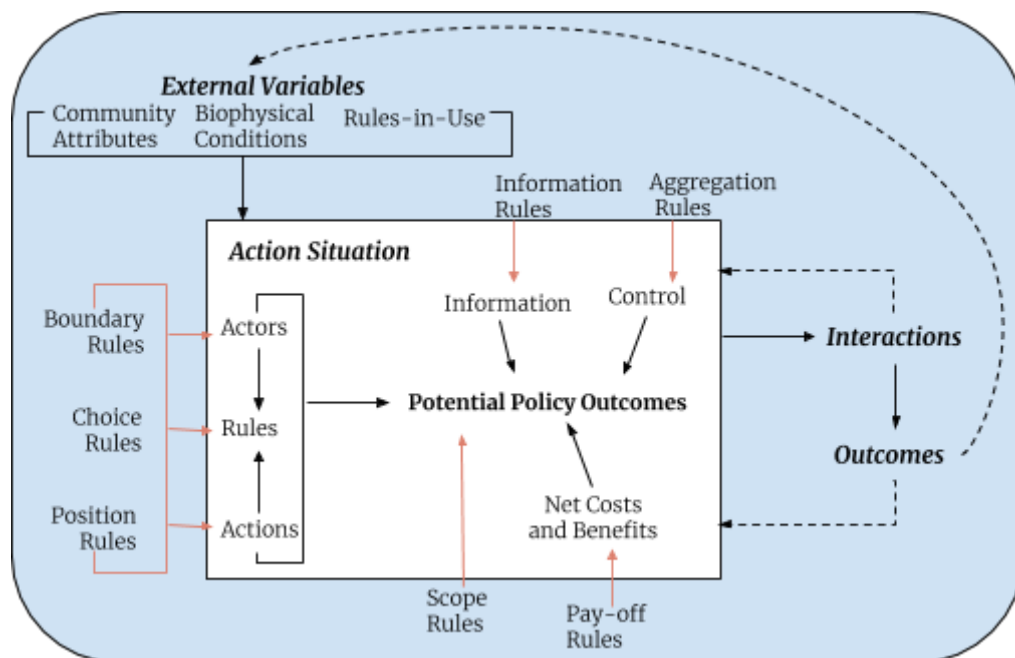 External Variables
Community
Attributes
Biophysical
Conditions
Rules-in-Use
Information
Rules
Aggregation
Rules
Action Situation
Boundary
Rules
Actors
Information
Control
Interactions
Choice
Rules
Rules
Potential Policy Outcomes
Outcomes
Position
Rules
Actions
Net Costs
and Benefits
Scope
Rules
Pay-off
Rules